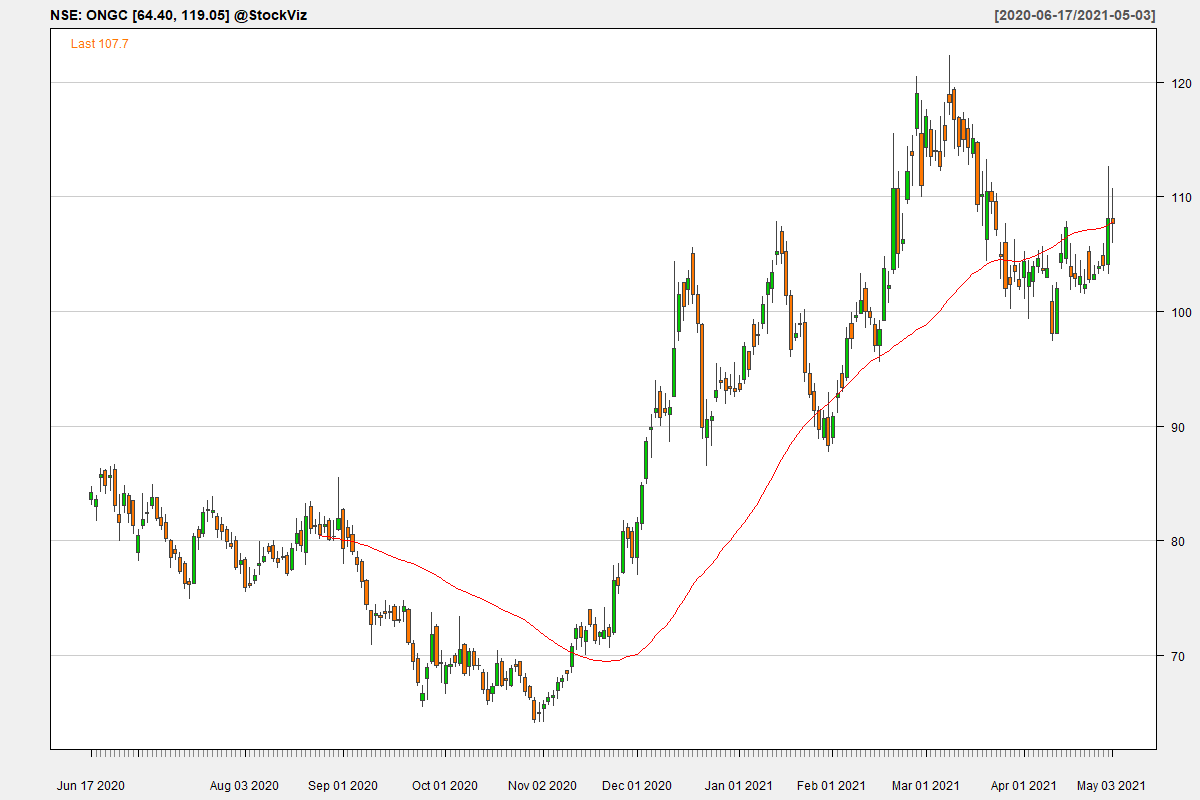 NSE: ONGC [64.40, 119.05] @StockViz
[2020-06-17/2021-05-03]
Last 107.7
120
110
100
90
80
70
Jun 17 2020
Aug 03 2020
Sep 01 2020
Oct 01 2020
Nov 02 2020
Dec 01 2020
Jan 01 2021
Feb 01 2021
Mar 01 2021
Apr 01 2021
May 03 2021